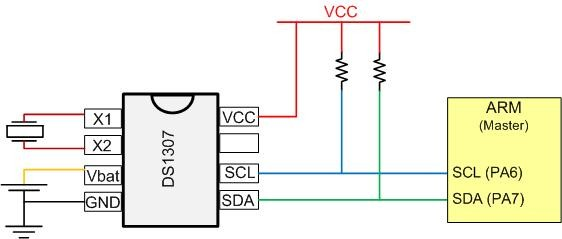 VCC
X1
X2
Vbat
GND
DS1307
VCC
SCL
SDA
ARM
(Master)
SCL (PA6)
SDA (PA7)